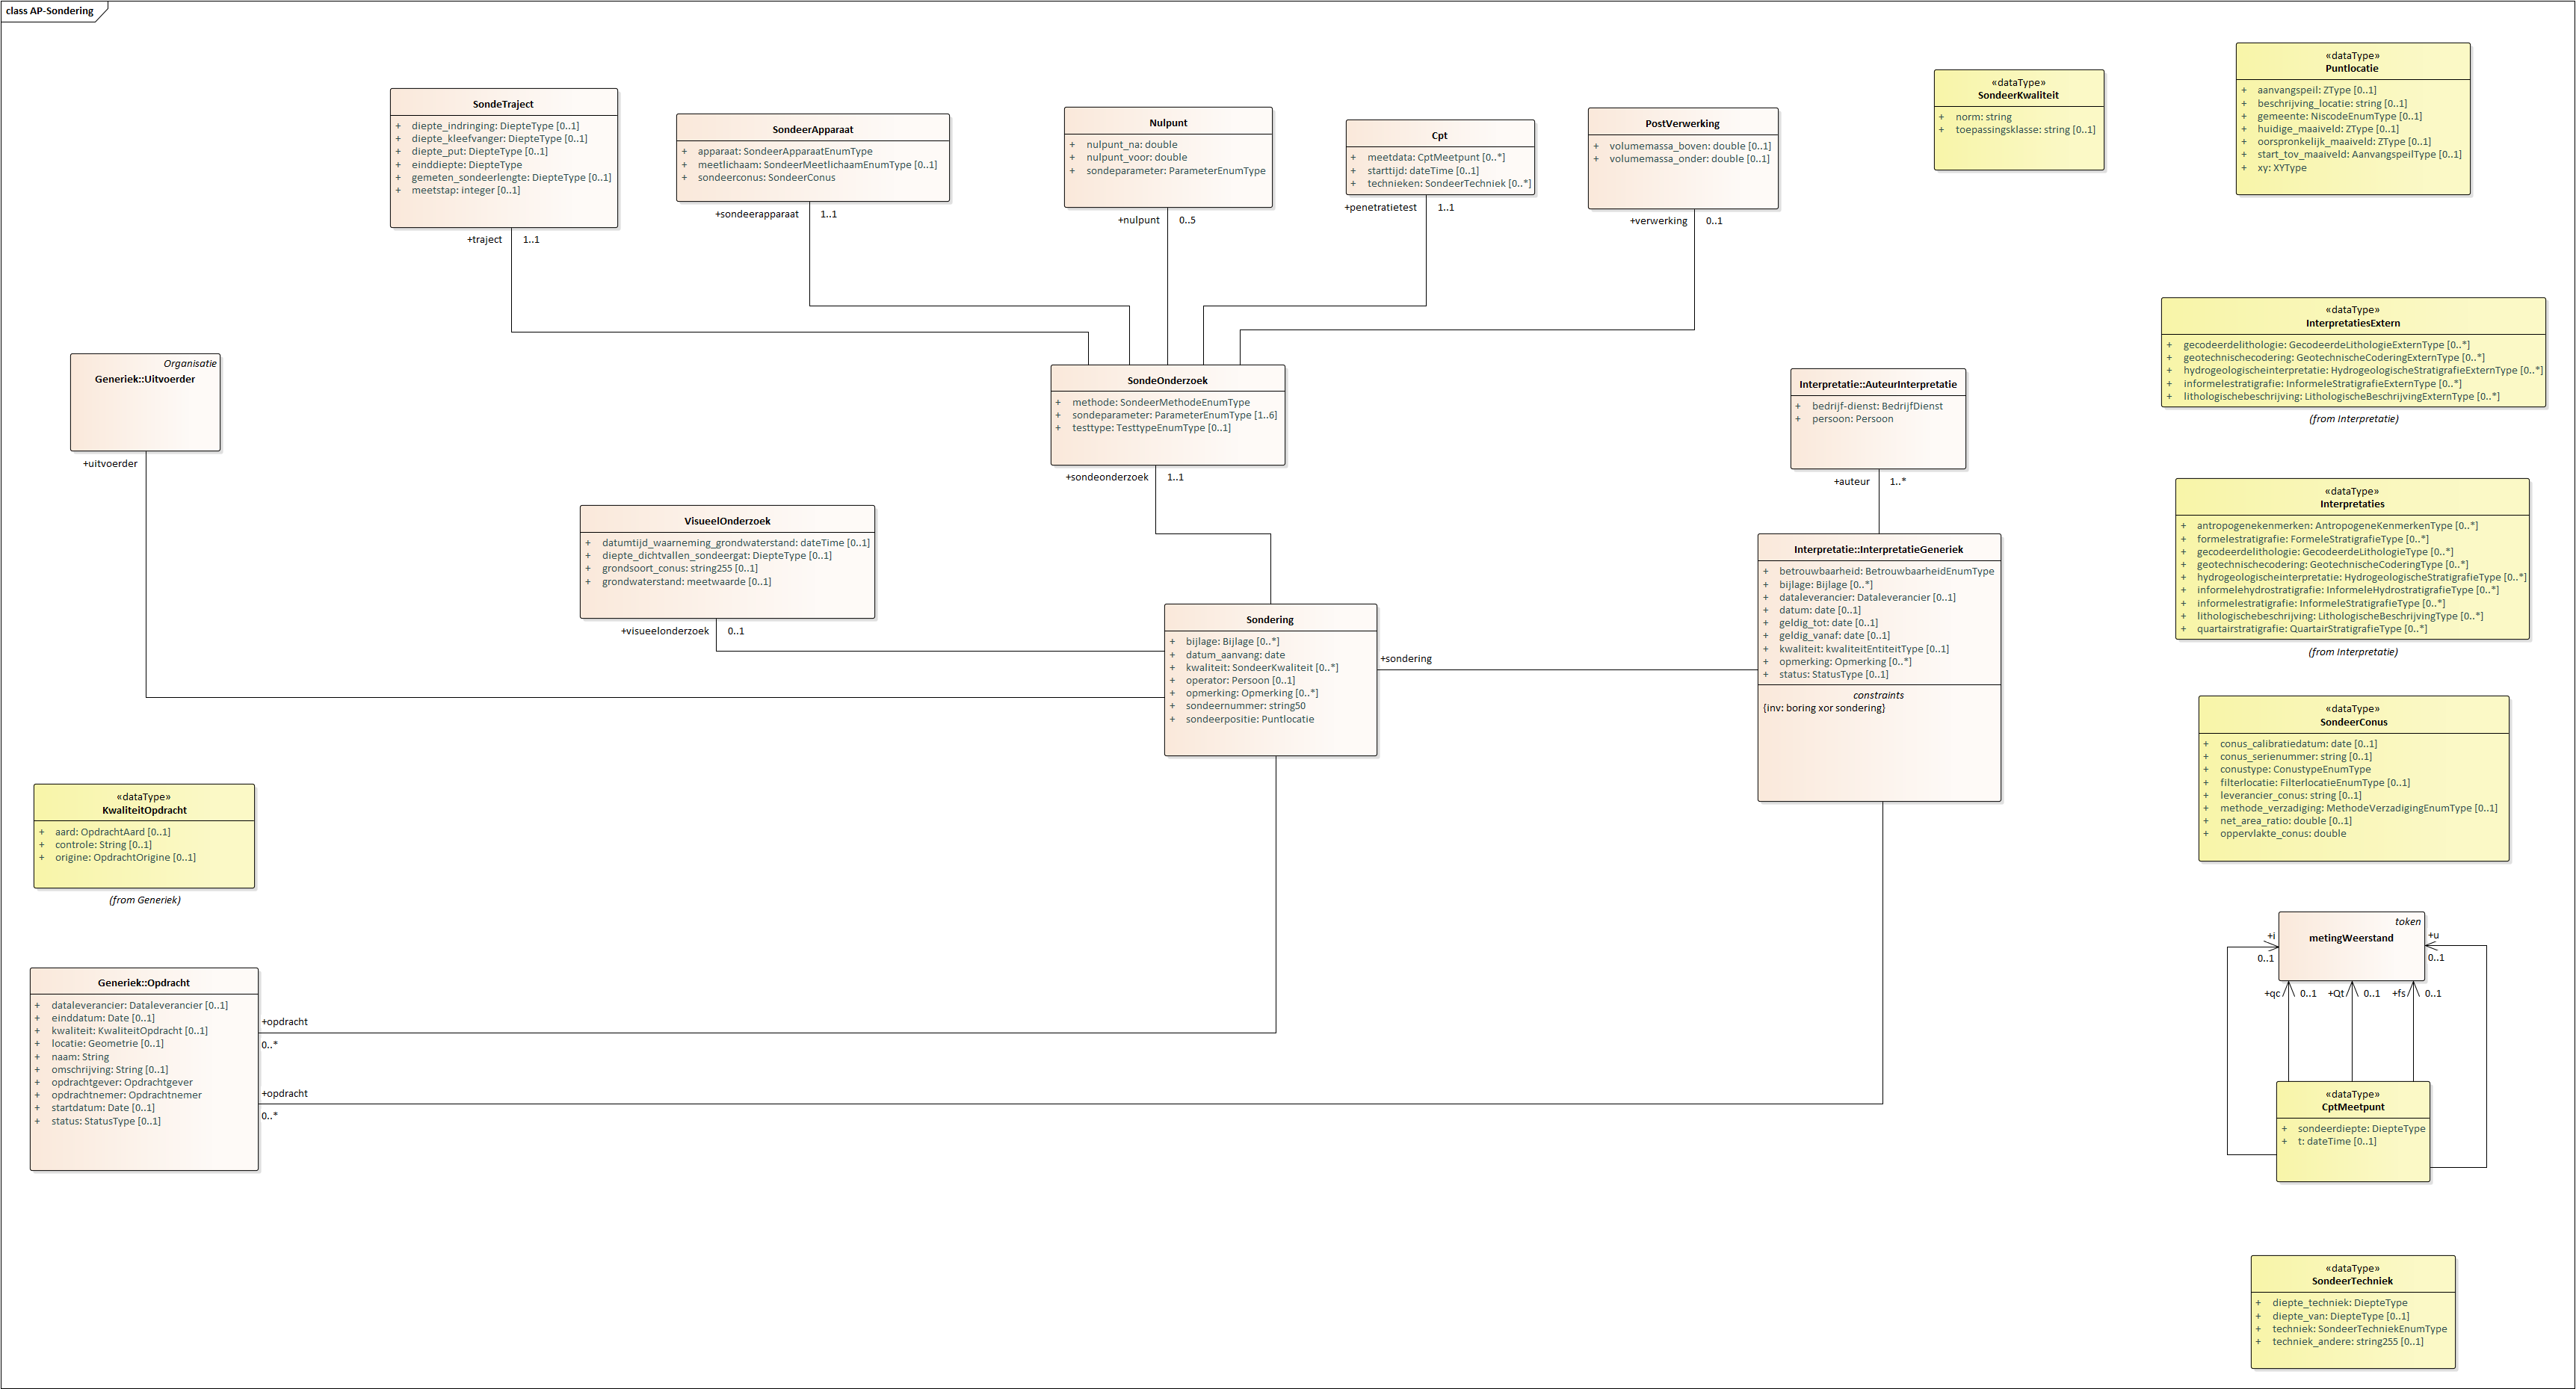 class AP-Sondering
SondeTraject
+ diepte_indringing: DiepteType [0..1]
+ diepte_kleefvanger: DiepteType [0..1]
+ diepte_put: DiepteType [0..1]
+ einddiepte: DiepteType
+ gemeten_sondeerlengte: DiepteType [0..1]
+ meetstap: integer [0..1]
+traject 1..1
SondeerApparaat
+ apparaat: SondeerApparaatEnumType
+ meetlichaam: SondeerMeetlichaamEnumType [0..1]
+ sondeerconus: SondeerConus
+sondeerapparaat 1..1
Nulpunt
+ nulpunt_na: double
+ nulpunt_voor: double
+ sondeparameter: ParameterEnumType
+nulpunt 0..5
Cpt
+ meetdata: CptMeetpunt [0..*]
+ starttijd: dateTime [0..1]
+ technieken: SondeerTechniek [0..*]
+penetratietest 1..1
PostVerwerking
+ volumemassa_boven: double [0..1]
+ volumemassa_onder: double [0..1]
+verwerking 0..1
«dataType»
SondeerKwaliteit
+ norm: string
+ toepassingsklasse: string [0..1]
«dataType»
Puntlocatie
+ aanvangspeil: ZType [0..1]
+ beschrijving_locatie: string [0..1]
+ gemeente: NiscodeEnumType [0..1]
+ huidige_maaiveld: ZType [0..1]
+ oorspronkelijk_maaiveld: ZType [0..1]
+ start_tov_maaiveld: AanvangspeilType [0..1]
+ xy: XYType
«dataType»
InterpretatiesExtern
+ gecodeerdelithologie: GecodeerdeLithologieExternType [0..*]
+ geotechnischecodering: GeotechnischeCoderingExternType [0..*]
+ hydrogeologischeinterpretatie: HydrogeologischeStratigrafieExternType [0..*]
+ informelestratigrafie: InformeleStratigrafieExternType [0..*]
+ lithologischebeschrijving: LithologischeBeschrijvingExternType [0..*]
(from Interpretatie)
Organisatie
Generiek::Uitvoerder
+uitvoerder
SondeOnderzoek
+ methode: SondeerMethodeEnumType
+ sondeparameter: ParameterEnumType [1..6]
+ testtype: TesttypeEnumType [0..1]
+sondeonderzoek 1..1
Interpretatie::AuteurInterpretatie
+ bedrijf-dienst: BedrijfDienst
+ persoon: Persoon
+auteur 1..*
VisueelOnderzoek
+ datumtijd_waarneming_grondwaterstand: dateTime [0..1]
+ diepte_dichtvallen_sondeergat: DiepteType [0..1]
+ grondsoort_conus: string255 [0..1]
+ grondwaterstand: meetwaarde [0..1]
+visueelonderzoek 0..1
Sondering
+ bijlage: Bijlage [0..*]
+ datum_aanvang: date
+ kwaliteit: SondeerKwaliteit [0..*]
+ operator: Persoon [0..1]
+ opmerking: Opmerking [0..*]
+ sondeernummer: string50
+ sondeerpositie: Puntlocatie
+sondering
Interpretatie::InterpretatieGeneriek
+ betrouwbaarheid: BetrouwbaarheidEnumType
+ bijlage: Bijlage [0..*]
+ dataleverancier: Dataleverancier [0..1]
+ datum: date [0..1]
+ geldig_tot: date [0..1]
+ geldig_vanaf: date [0..1]
+ kwaliteit: kwaliteitEntiteitType [0..1]
+ opmerking: Opmerking [0..*]
+ status: StatusType [0..1]
constraints
{inv: boring xor sondering}
«dataType»
Interpretaties
+ antropogenekenmerken: AntropogeneKenmerkenType [0..*]
+ formelestratigrafie: FormeleStratigrafieType [0..*]
+ gecodeerdelithologie: GecodeerdeLithologieType [0..*]
+ geotechnischecodering: GeotechnischeCoderingType [0..*]
+ hydrogeologischeinterpretatie: HydrogeologischeStratigrafieType [0..*]
+ informelehydrostratigrafie: InformeleHydrostratigrafieType [0..*]
+ informelestratigrafie: InformeleStratigrafieType [0..*]
+ lithologischebeschrijving: LithologischeBeschrijvingType [0..*]
+ quartairstratigrafie: QuartairStratigrafieType [0..*]
(from Interpretatie)
«dataType»
SondeerConus
+ conus_calibratiedatum: date [0..1]
+ conus_serienummer: string [0..1]
+ conustype: ConustypeEnumType
+ filterlocatie: FilterlocatieEnumType [0..1]
+ leverancier_conus: string [0..1]
+ methode_verzadiging: MethodeVerzadigingEnumType [0..1]
+ net_area_ratio: double [0..1]
+ oppervlakte_conus: double
«dataType»
KwaliteitOpdracht
+ aard: OpdrachtAard [0..1]
+ controle: String [0..1]
+ origine: OpdrachtOrigine [0..1]
(from Generiek)
Generiek::Opdracht
+ dataleverancier: Dataleverancier [0..1]
+ einddatum: Date [0..1]
+ kwaliteit: KwaliteitOpdracht [0..1]
+ locatie: Geometrie [0..1]
+ naam: String
+ omschrijving: String [0..1]
+ opdrachtgever: Opdrachtgever
+ opdrachtnemer: Opdrachtnemer
+ startdatum: Date [0..1]
+ status: StatusType [0..1]
+opdracht
0..*
+opdracht
0..*
token
metingWeerstand
+i
0..1
+u
0..1
+qc 0..1
+Qt 0..1
+fs 0..1
«dataType»
CptMeetpunt
+ sondeerdiepte: DiepteType
+ t: dateTime [0..1]
«dataType»
SondeerTechniek
+ diepte_techniek: DiepteType
+ diepte_van: DiepteType [0..1]
+ techniek: SondeerTechniekEnumType
+ techniek_andere: string255 [0..1]